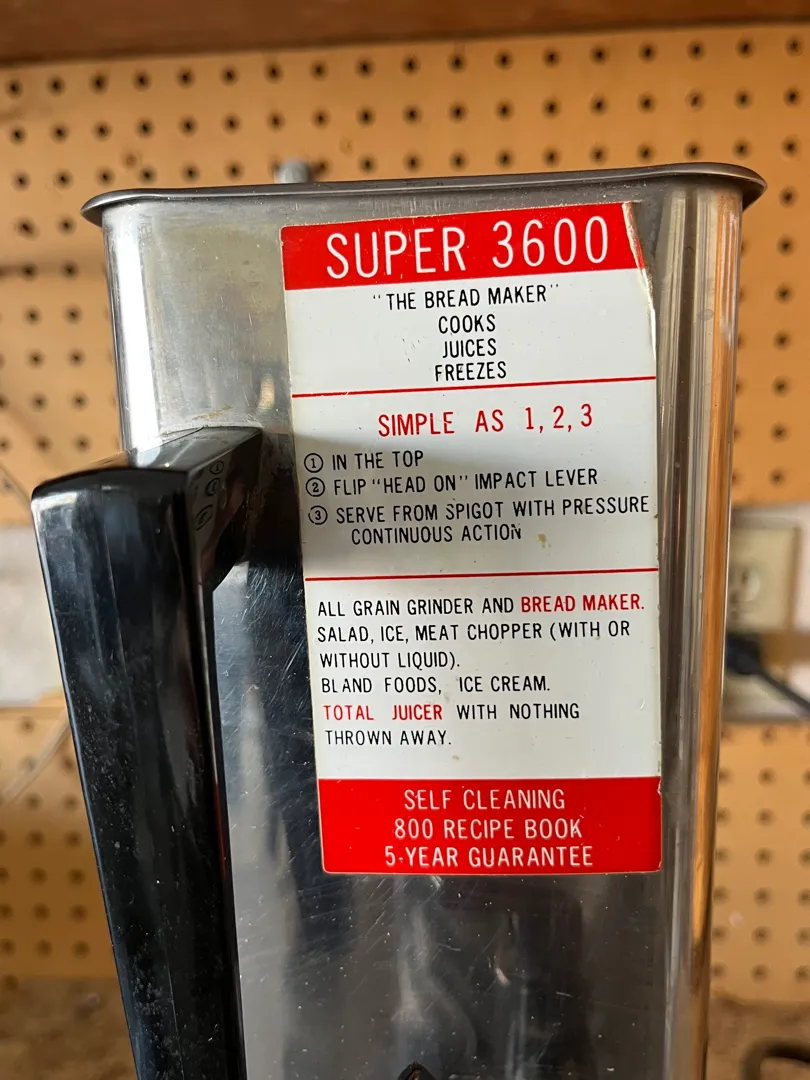 SUPER 3600
"THE BREAD MAKER"
COOKS
JUICES
FREEZES
SIMPLE AS 1, 2, 3
① IN THE TOP
② FLIP "HEAD ON" IMPACT LEVER
③ SERVE FROM SPIGOT WITH PRESSURE
CONTINUOUS ACTION
ALL GRAIN GRINDER AND BREAD MAKER.
SALAD, ICE, MEAT CHOPPER (WITH OR
WITHOUT LIQUID).
BLAND FOODS, ICE CREAM.
TOTAL JUICER WITH NOTHING
THROWN AWAY.
SELF CLEANING
800 RECIPE BOOK
5-YEAR GUARANTEE